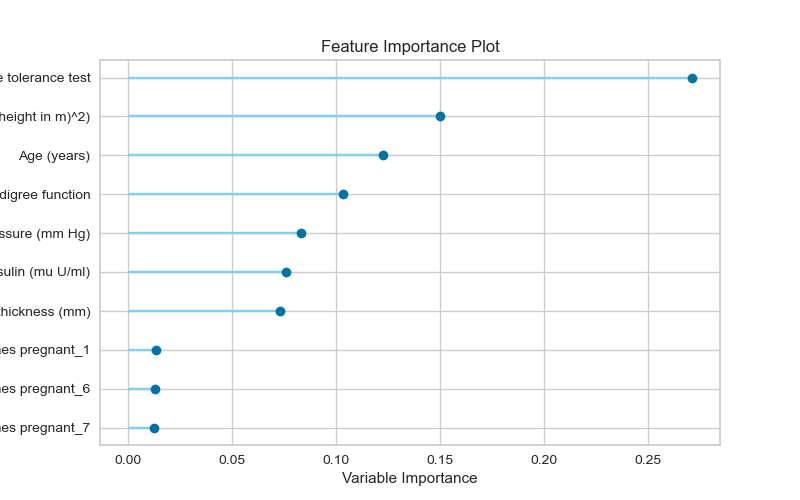 Feature Importance Plot
e tolerance test
height in m)^2)
Age (years)
digree function
ssure (mm Hg)
sulin (mu U/ml)
thickness (mm)
nes pregnant_1
nes pregnant_6
nes pregnant_7
0.00 0.05 0.10 0.15 0.20 0.25
Variable Importance